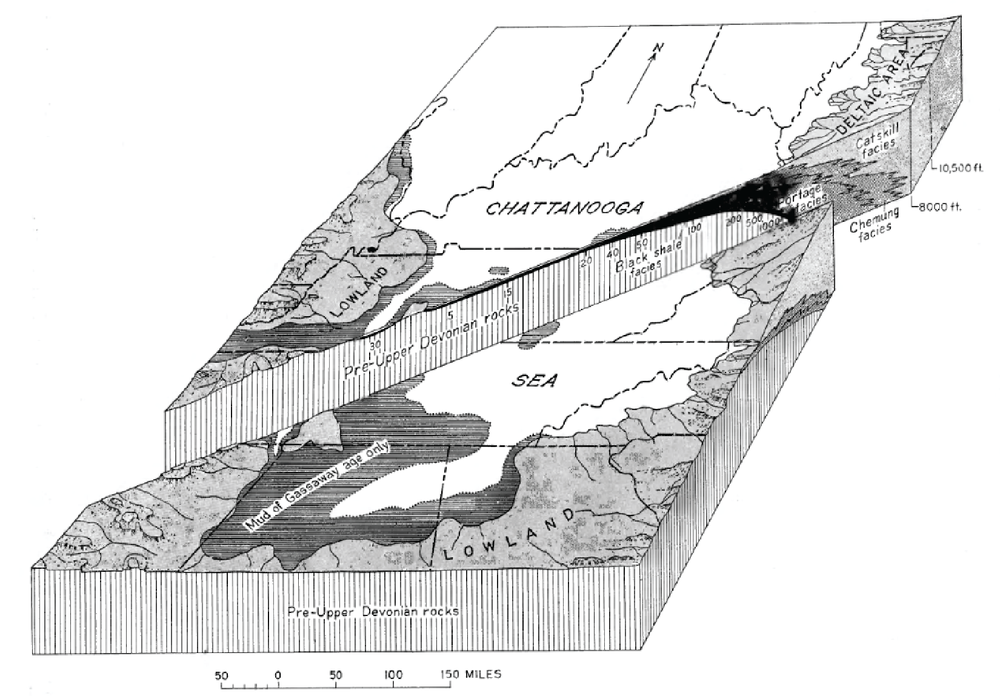 N
DELTAIC AREA
Catskill
facies
10,500 ft.
CHATTANOOGA
Portage
facies
8000 ft.
Chemung
facies
200 500 1000
100
50
40
20
Black shale
facies
LOWLAND
15
5
30
Pre-Upper Devonian rocks
SEA
Mud of Gassaway age only
LOWLAND
Pre-Upper Devonian rocks
50 0 50 100 150 MILES